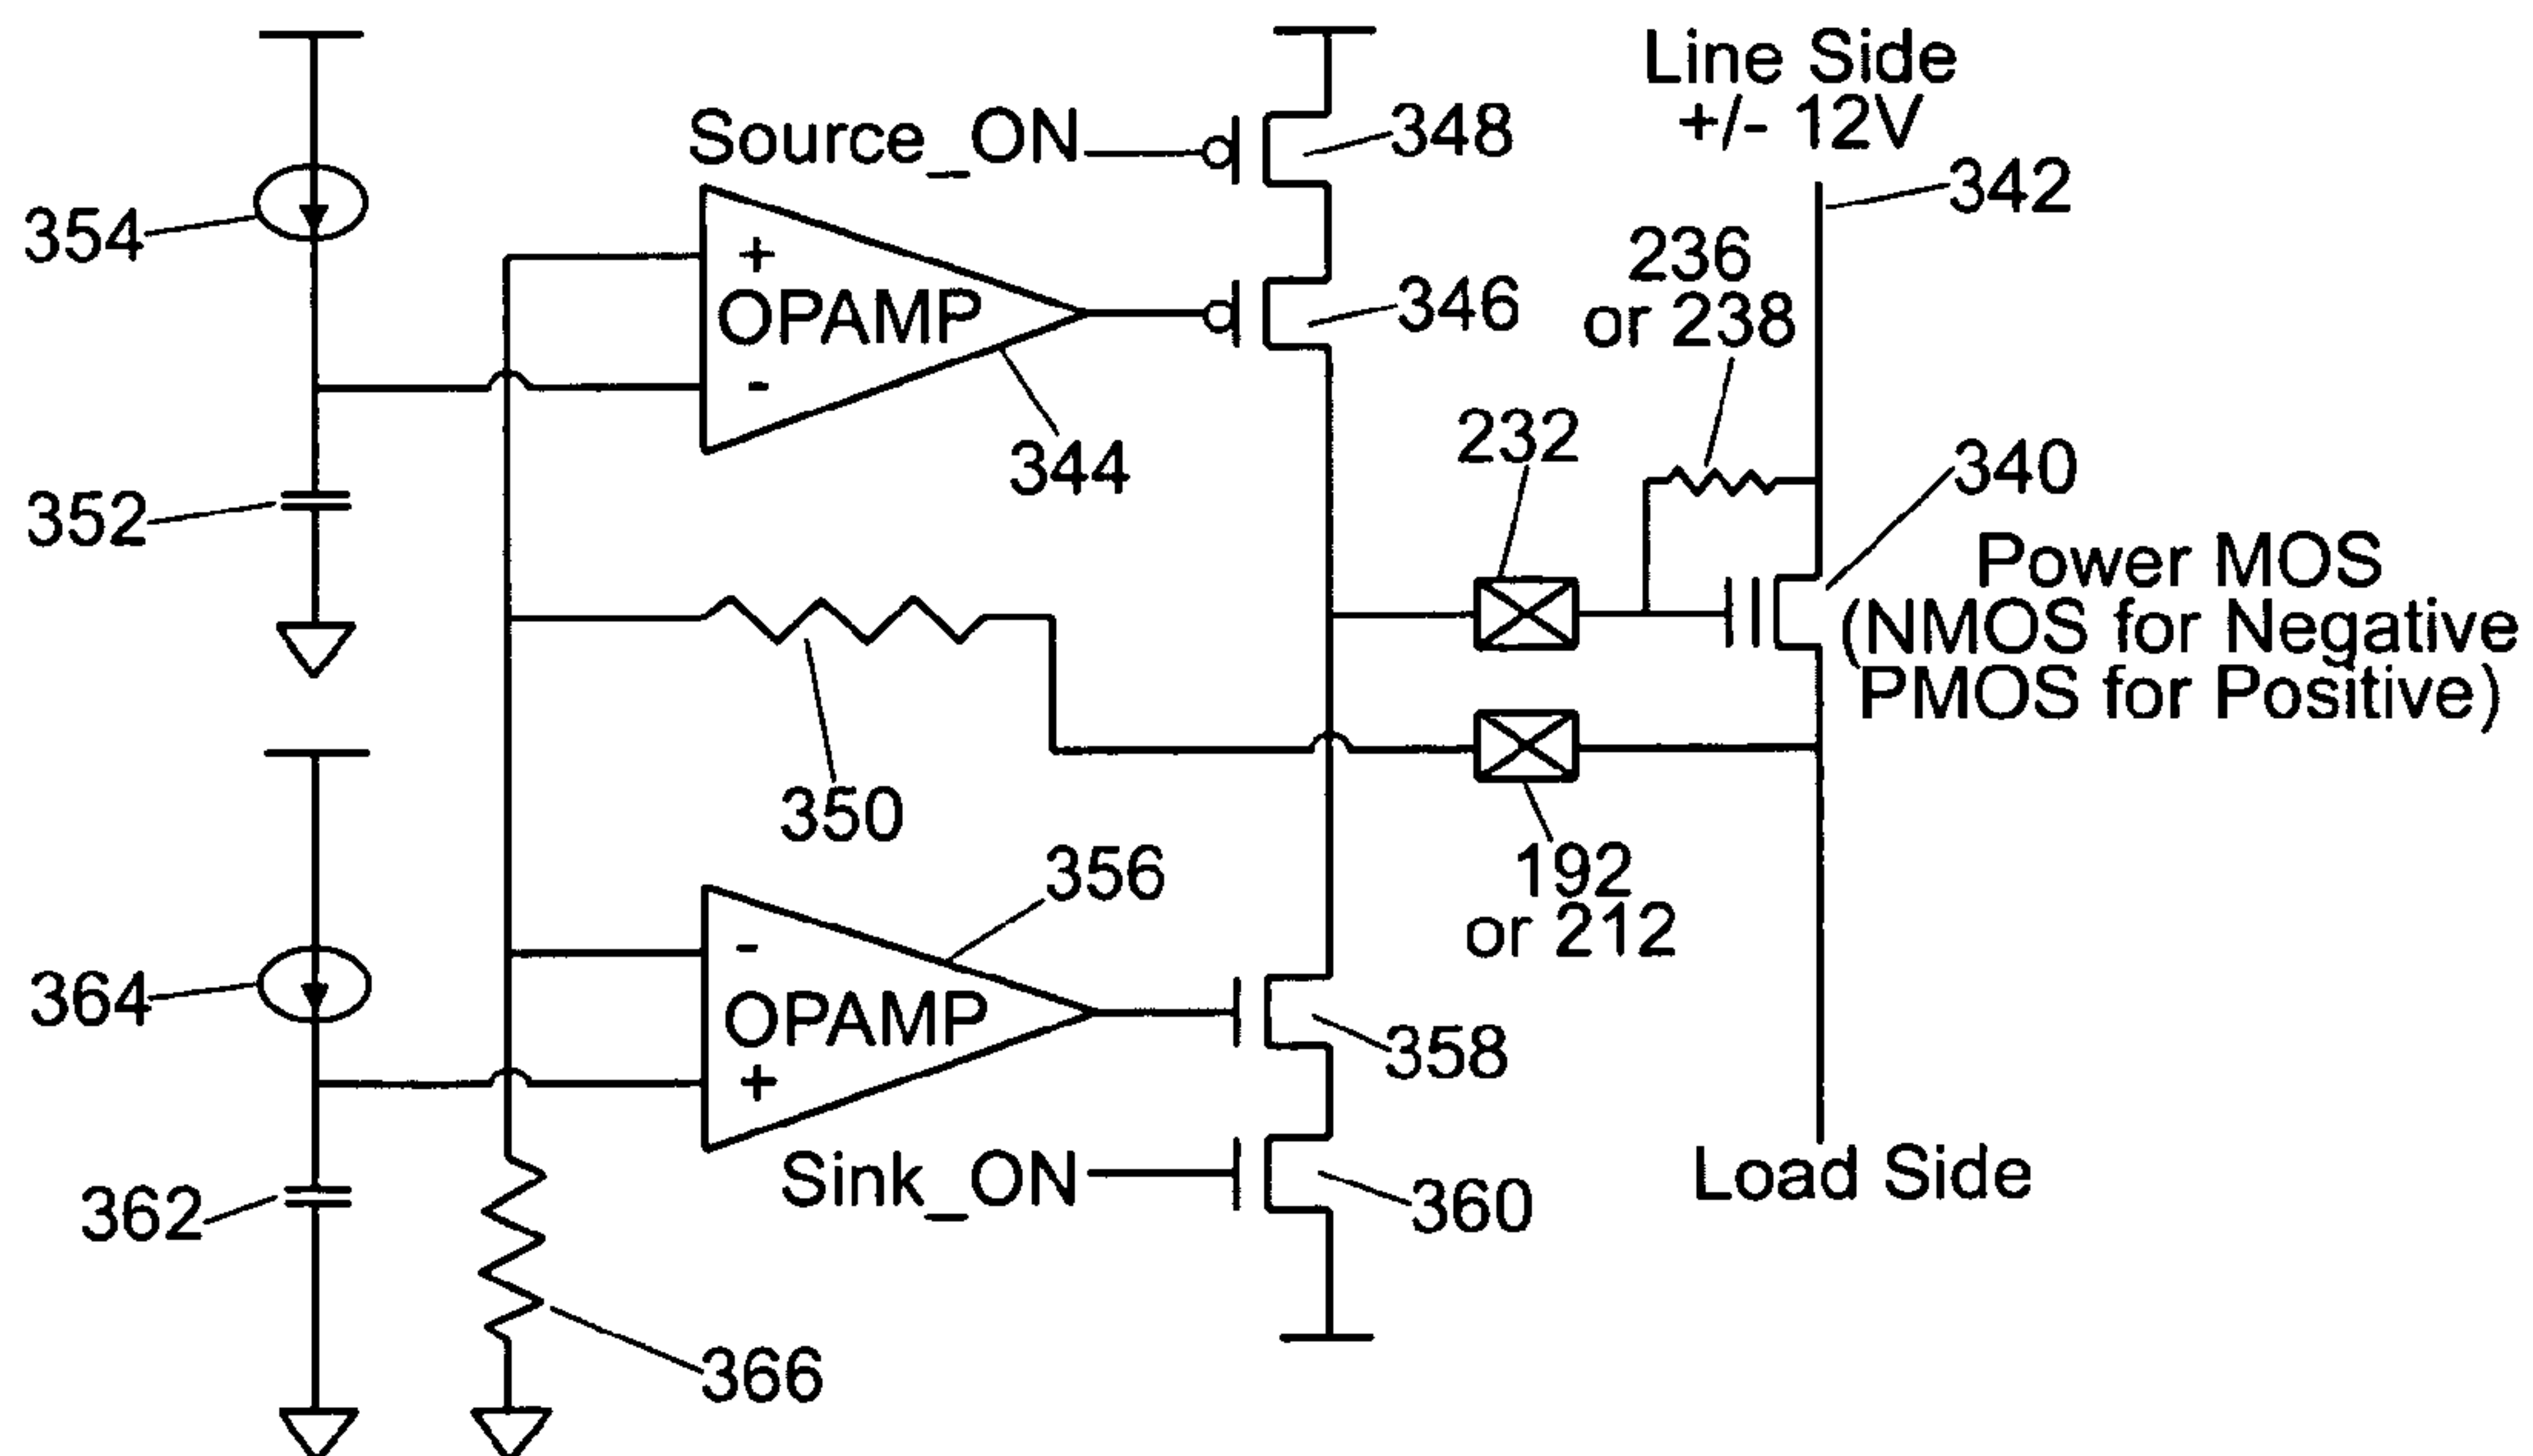 Line Side
+/- 12V
Source_ON
348
342
354
+
OPAMP
-
236
or 238
346
232
344
340
352
Power MOS
(NMOS for Negative
PMOS for Positive)
350
356
192
or 212
364
-
OPAMP
+
358
Sink_ON
Load Side
362
360
366